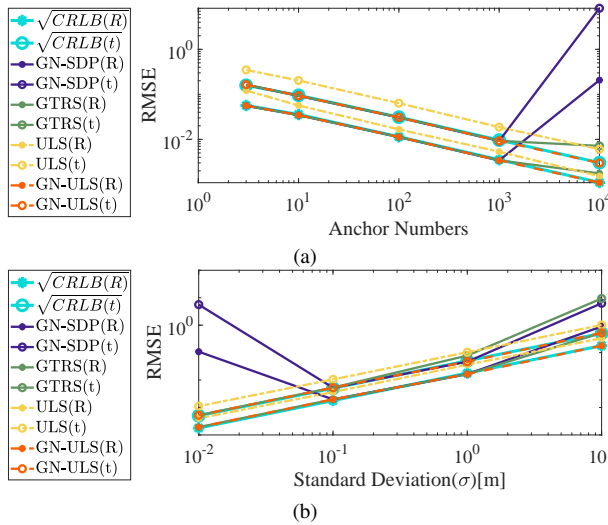 √CRLB(R)
√CRLB(t)
GN-SDP(R)
GN-SDP(t)
GTRS(R)
GTRS(t)
ULS(R)
ULS(t)
GN-ULS(R)
GN-ULS(t)
RMSE
10^0
10^-2
10^0
10^1
10^2
10^3
10^4
Anchor Numbers
(a)
√CRLB(R)
√CRLB(t)
GN-SDP(R)
GN-SDP(t)
GTRS(R)
GTRS(t)
ULS(R)
ULS(t)
GN-ULS(R)
GN-ULS(t)
RMSE
10^0
10^-2
10^-1
10^0
10^1
Standard Deviation(σ)[m]
(b)